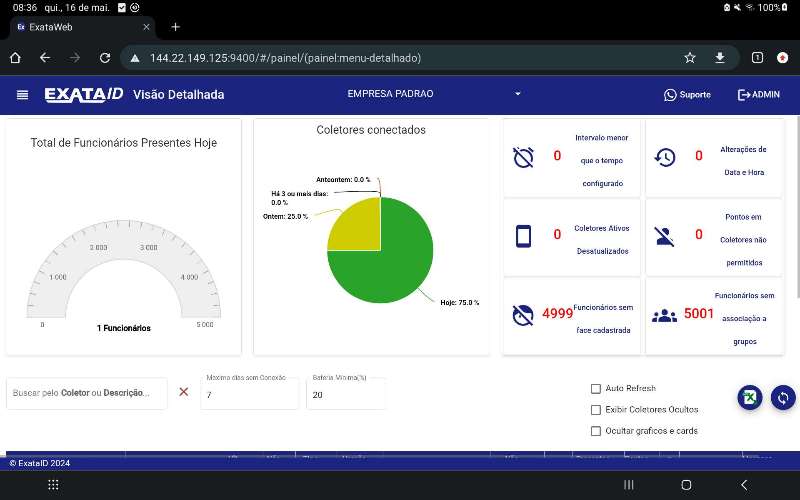 08:36 qui., 16 de mai. 100%
Ex ExataWeb
144.22.149.125:9400/#/painel/(painel:menu-detalhado)
1
EXATAID Visão Detalhada EMPRESA PADRAO Suporte ADMIN
Total de Funcionários Presentes Hoje
0
1 000
2 000
3 000
4 000
5 000
1 Funcionários
Coletores conectados
Anteontem: 0.0 %
Há 3 ou mais dias:
0.0 %
Ontem: 25.0 %
Hoje: 75.0 %
0 Intervelo menor
que o tempo
configurado
0 Alterações de
Data e Hora
0 Coletores Ativos
Desatualizados
0 Pontos em
Coletores não
permitidos
4999 Funcionários sem
face cadastrada
5001 Funcionários sem
associação a
grupos
Buscar pelo Coletor ou Descrição...
Máximo dias sem Conexão
7
Bateria Mínima(%)
20
Auto Refresh
Exibir Coletores Ocultos
Ocultar graficos e cards
© ExataID 2024